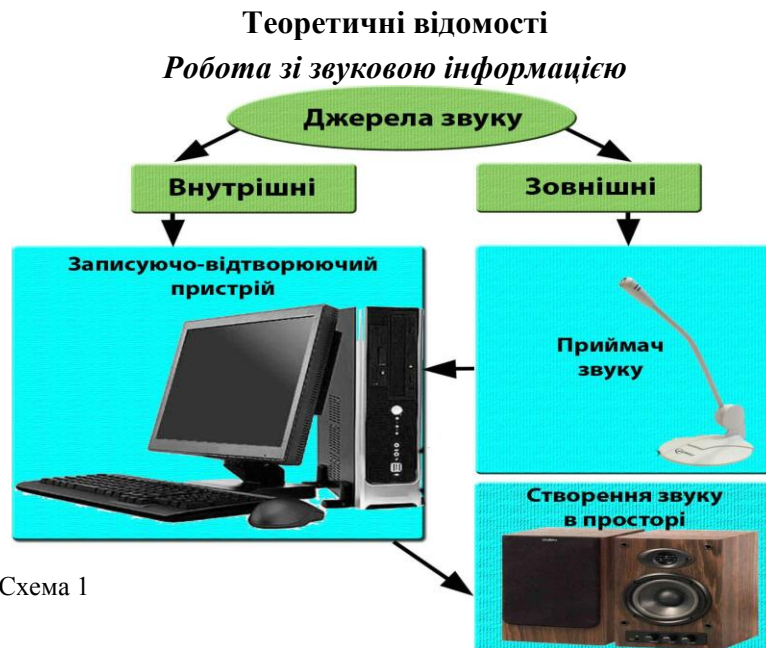 Теоретичні відомості
Робота зі звуковою інформацією
Джерела звуку
Внутрішні
Зовнішні
Записуючо-відтворюючий
пристрій
Приймач
звуку
Створення звуку
в просторі
Схема 1